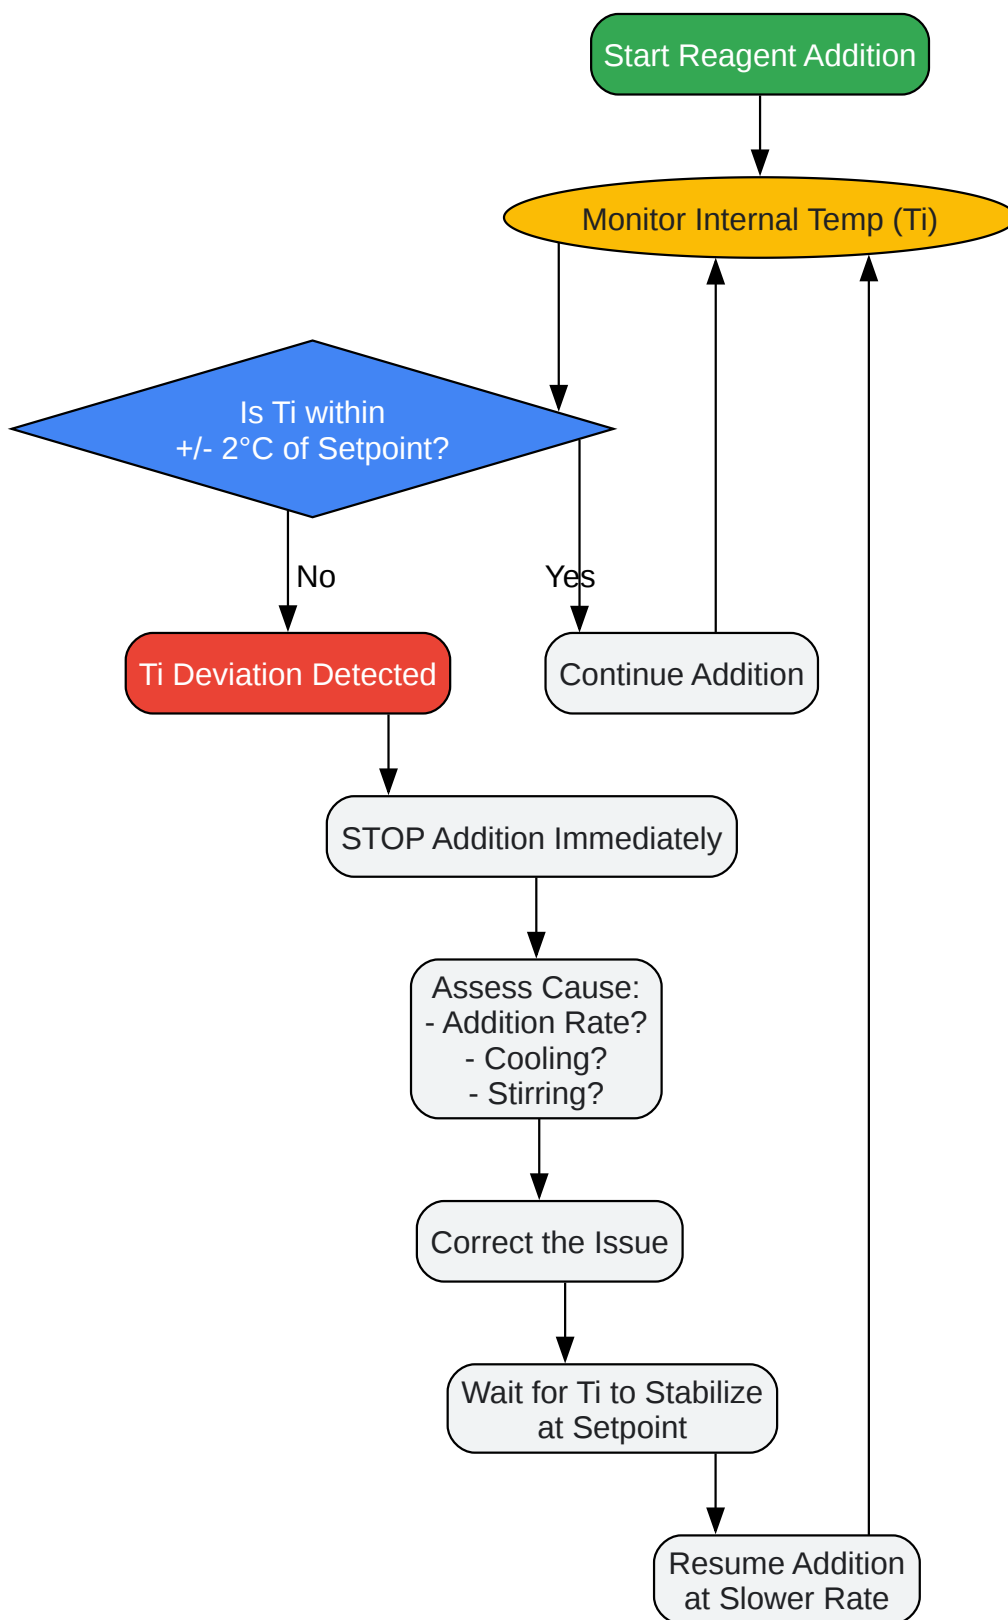 Start Reagent Addition
Monitor Internal Temp (Ti)
Is Ti within
+/- 2°C of Setpoint?
No
Yes
Ti Deviation Detected
Continue Addition
STOP Addition Immediately
Assess Cause:
- Addition Rate?
- Cooling?
- Stirring?
Correct the Issue
Wait for Ti to Stabilize
at Setpoint
Resume Addition
at Slower Rate